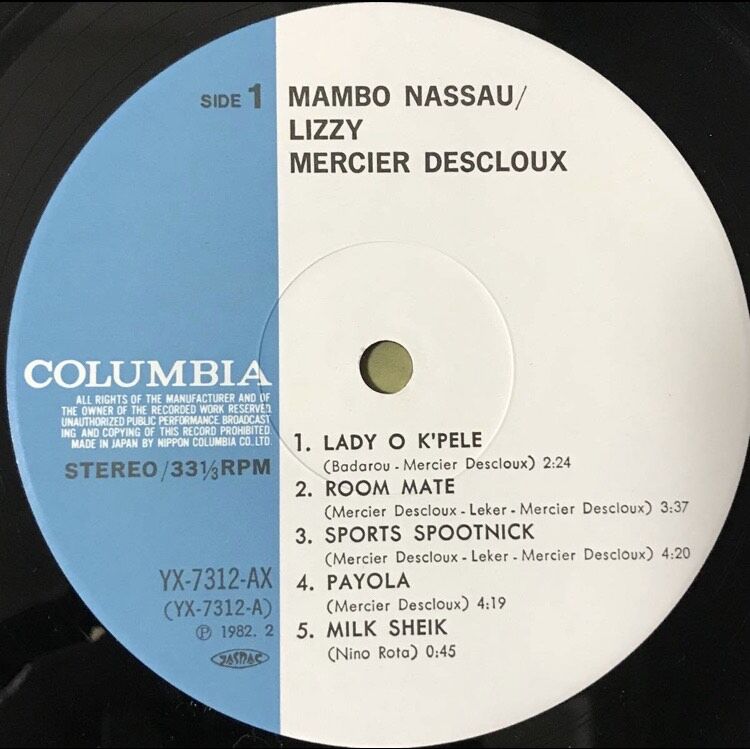 SIDE 1
MAMBO NASSAU/
LIZZY
MERCIER DESCLOUX
COLUMBIA
ALL RIGHTS OF THE MANUFACTURER AND OF
THE OWNER OF THE RECORDED WORK RESERVED.
UNAUTHORIZED PUBLIC PERFORMANCE BROADCAST
ING AND COPYING OF THIS RECORD PROHIBITED.
MADE IN JAPAN BY NIPPON COLUMBIA CO.LTD.
STEREO/33⅓RPM
YX-7312-AX
(YX-7312-A)
℗ 1982. 2
JASRAC
1. LADY O K'PELE
(Badarou - Mercier Descloux) 2:24
2. ROOM MATE
(Mercier Descloux - Leker - Mercier Descloux) 3:37
3. SPORTS SPOOTNICK
(Mercier Descloux - Leker - Mercier Descloux) 4:20
4. PAYOLA
(Mercier Descloux) 4:19
5. MILK SHEIK
(Nino Rota) 0:45